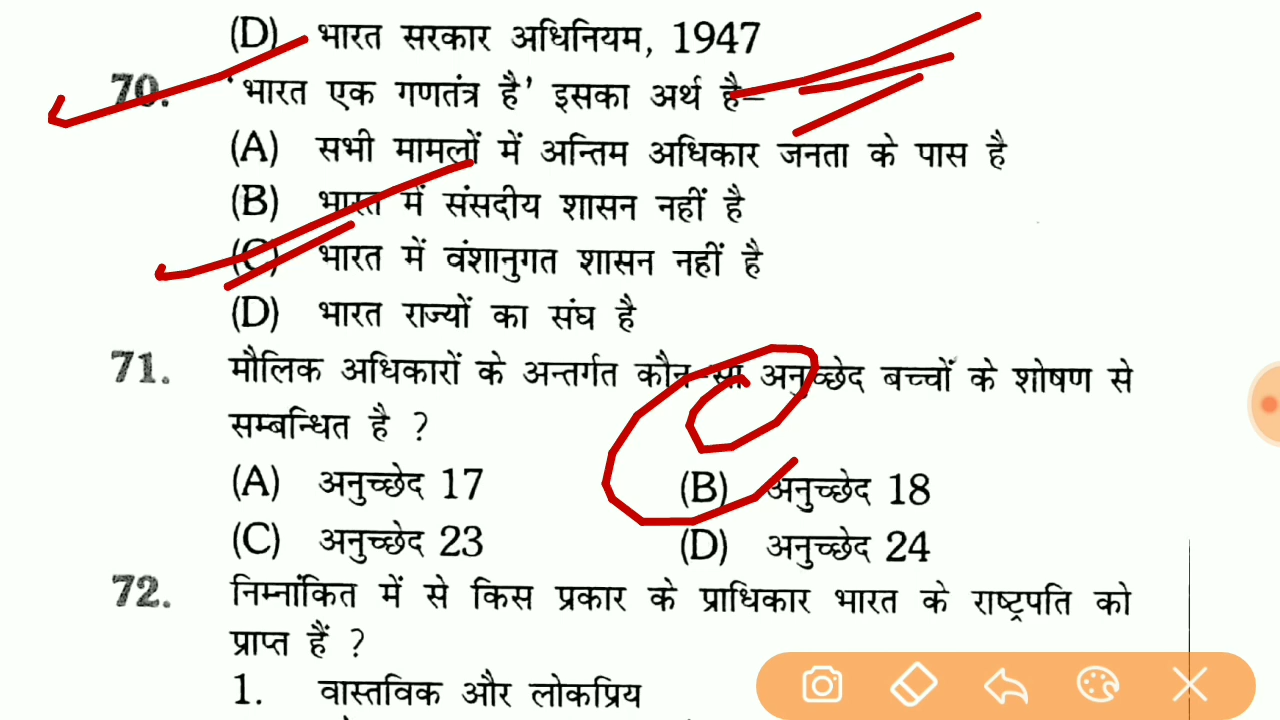 (D) भारत सरकार अधिनियम, 1947
70. 'भारत एक गणतंत्र है' इसका अर्थ है–
(A) सभी मामलों में अन्तिम अधिकार जनता के पास है
(B) भारत में संसदीय शासन नहीं है
(C) भारत में वंशानुगत शासन नहीं है
(D) भारत राज्यों का संघ है
71. मौलिक अधिकारों के अन्तर्गत कौन सा अनुच्छेद बच्चों के शोषण से
सम्बन्धित है ?
(A) अनुच्छेद 17 (B) अनुच्छेद 18
(C) अनुच्छेद 23 (D) अनुच्छेद 24
72. निम्नांकित में से किस प्रकार के प्राधिकार भारत के राष्ट्रपति को
प्राप्त हैं ?
1. वास्तविक और लोकप्रिय